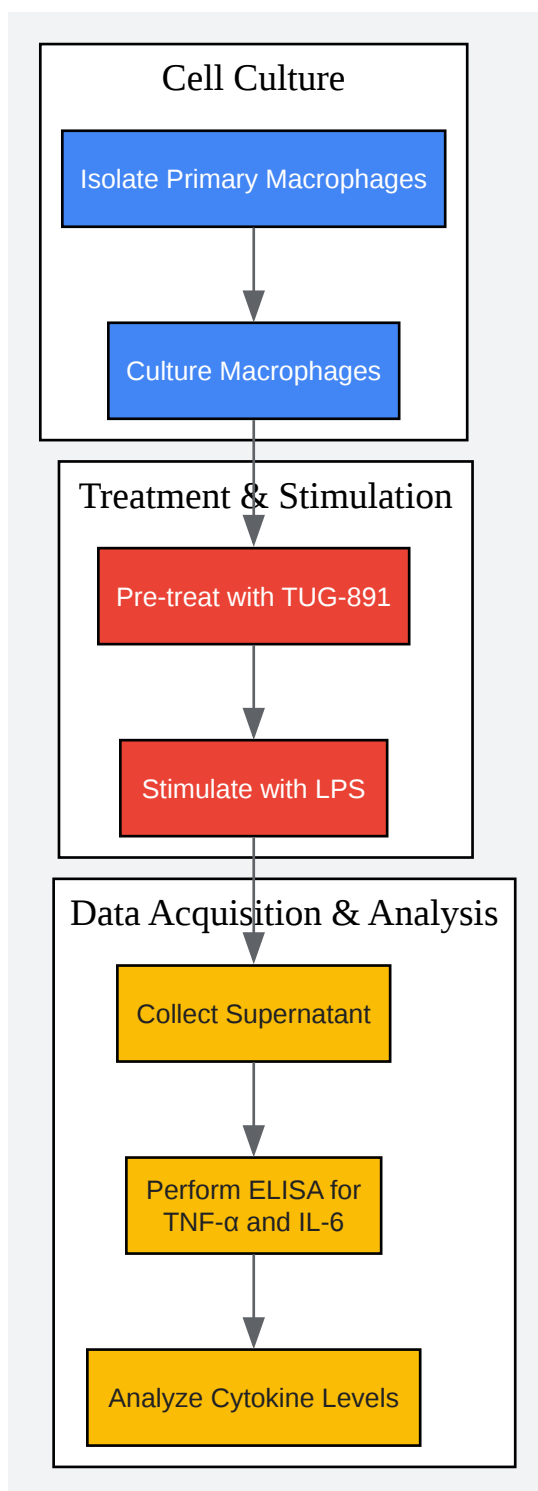 Cell Culture
Isolate Primary Macrophages
Culture Macrophages
Treatment & Stimulation
Pre-treat with TUG-891
Stimulate with LPS
Data Acquisition & Analysis
Collect Supernatant
Perform ELISA for
TNF-α and IL-6
Analyze Cytokine Levels